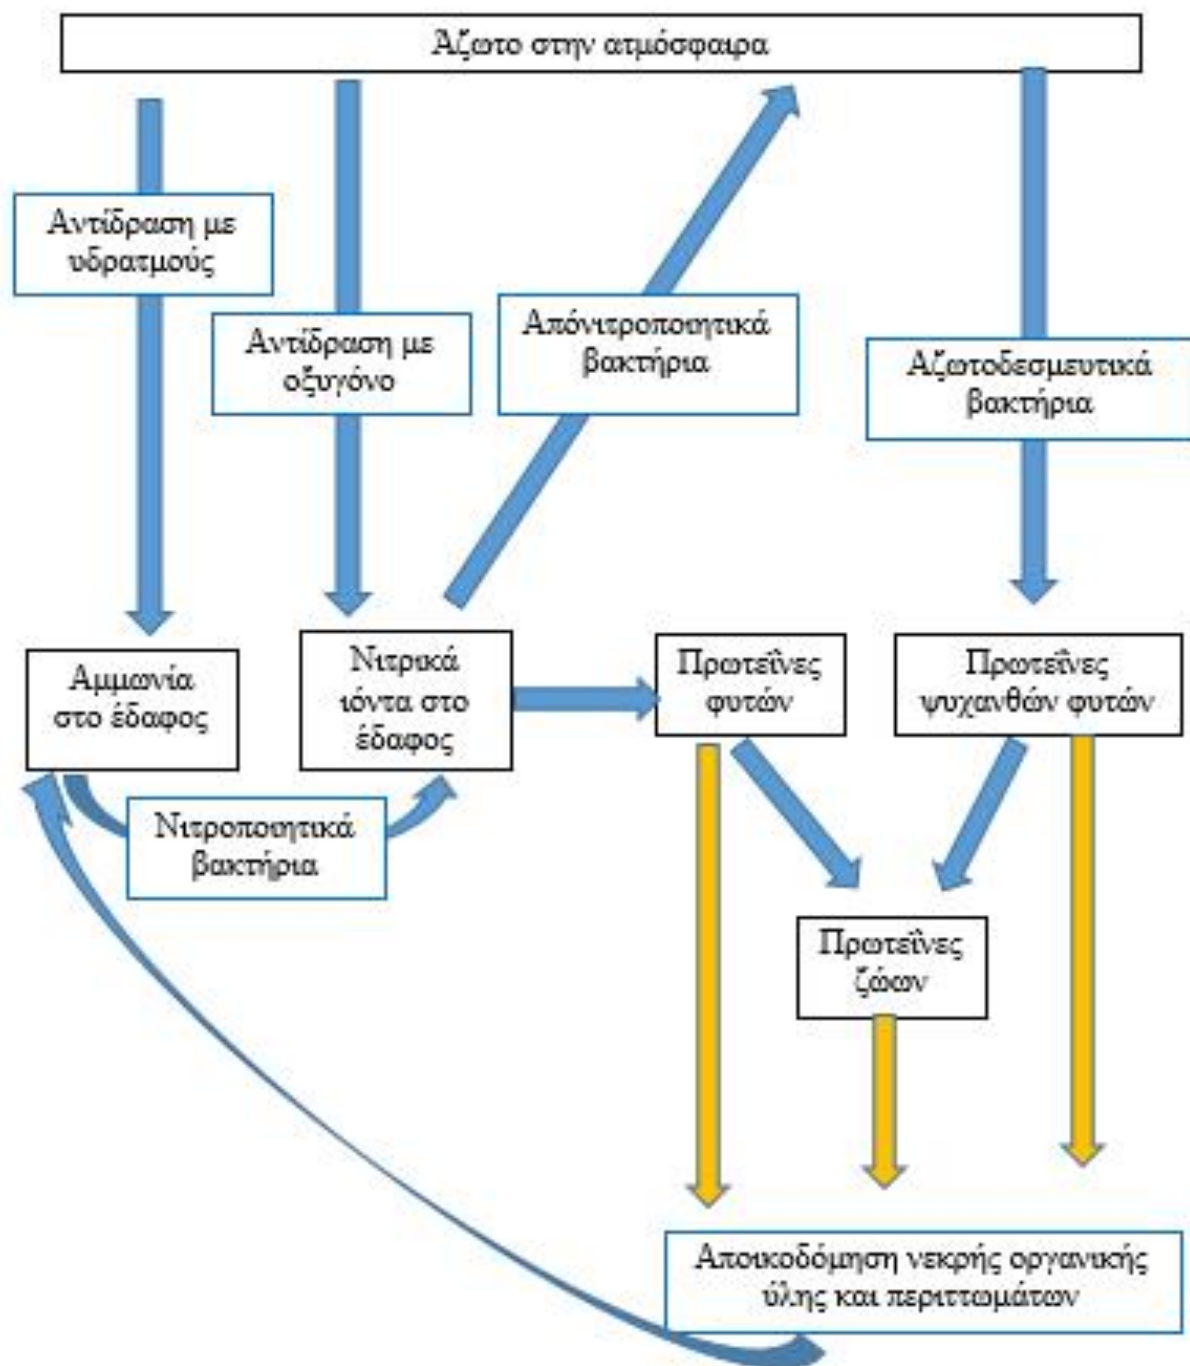 Άζωτο στην ατμόσφαιρα
Αντίδραση με
υδρατμούς
Αντίδραση με
οξυγόνο
Απόνιτροποιητικά
βακτήρια
Αζωτοδεσμευτικά
βακτήρια
Αμμωνία
στο έδαφος
Νιτρικά
ιόντα στο
έδαφος
Πρωτεΐνες
φυτών
Πρωτεΐνες
ψυχανθών φυτών
Νιτροποιητικά
βακτήρια
Πρωτεΐνες
ζώων
Αποικοδόμηση νεκρής οργανικής
ύλης και περιττωμάτων